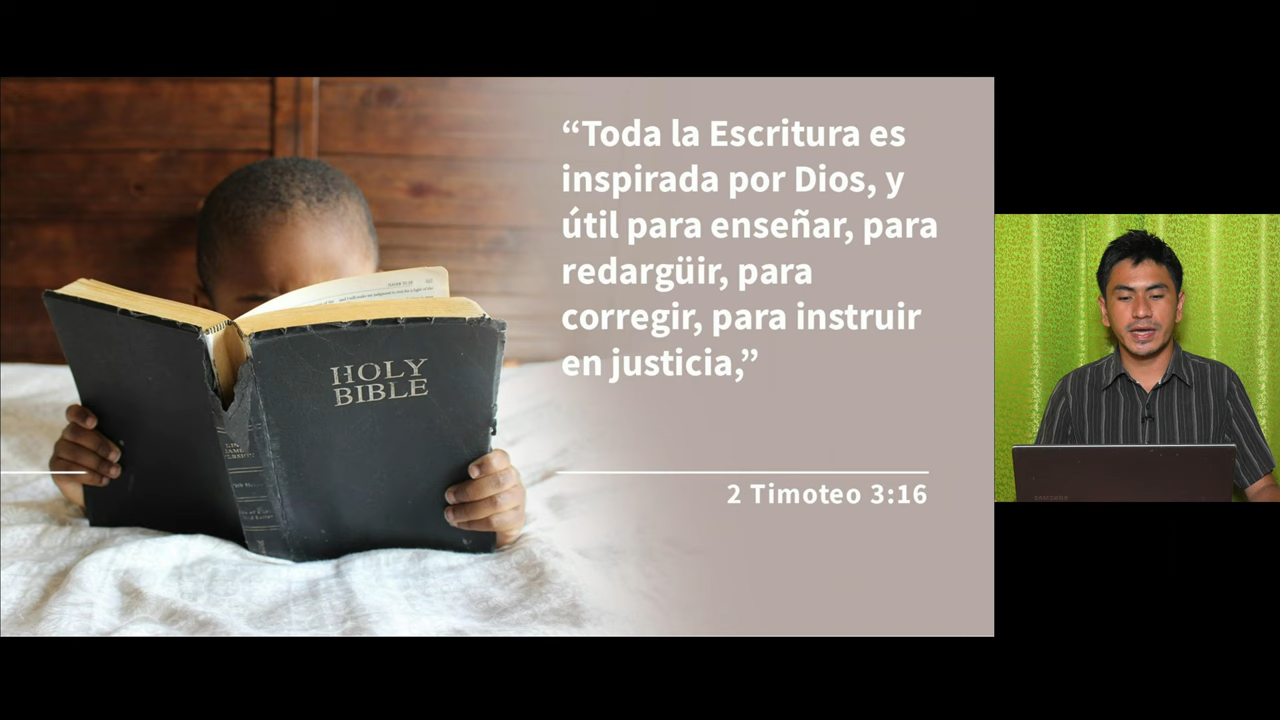 “Toda la Escritura es
inspirada por Dios, y
útil para enseñar, para
redargüir, para
corregir, para instruir
en justicia,”
2 Timoteo 3:16
HOLY
BIBLE
SAMSUNG